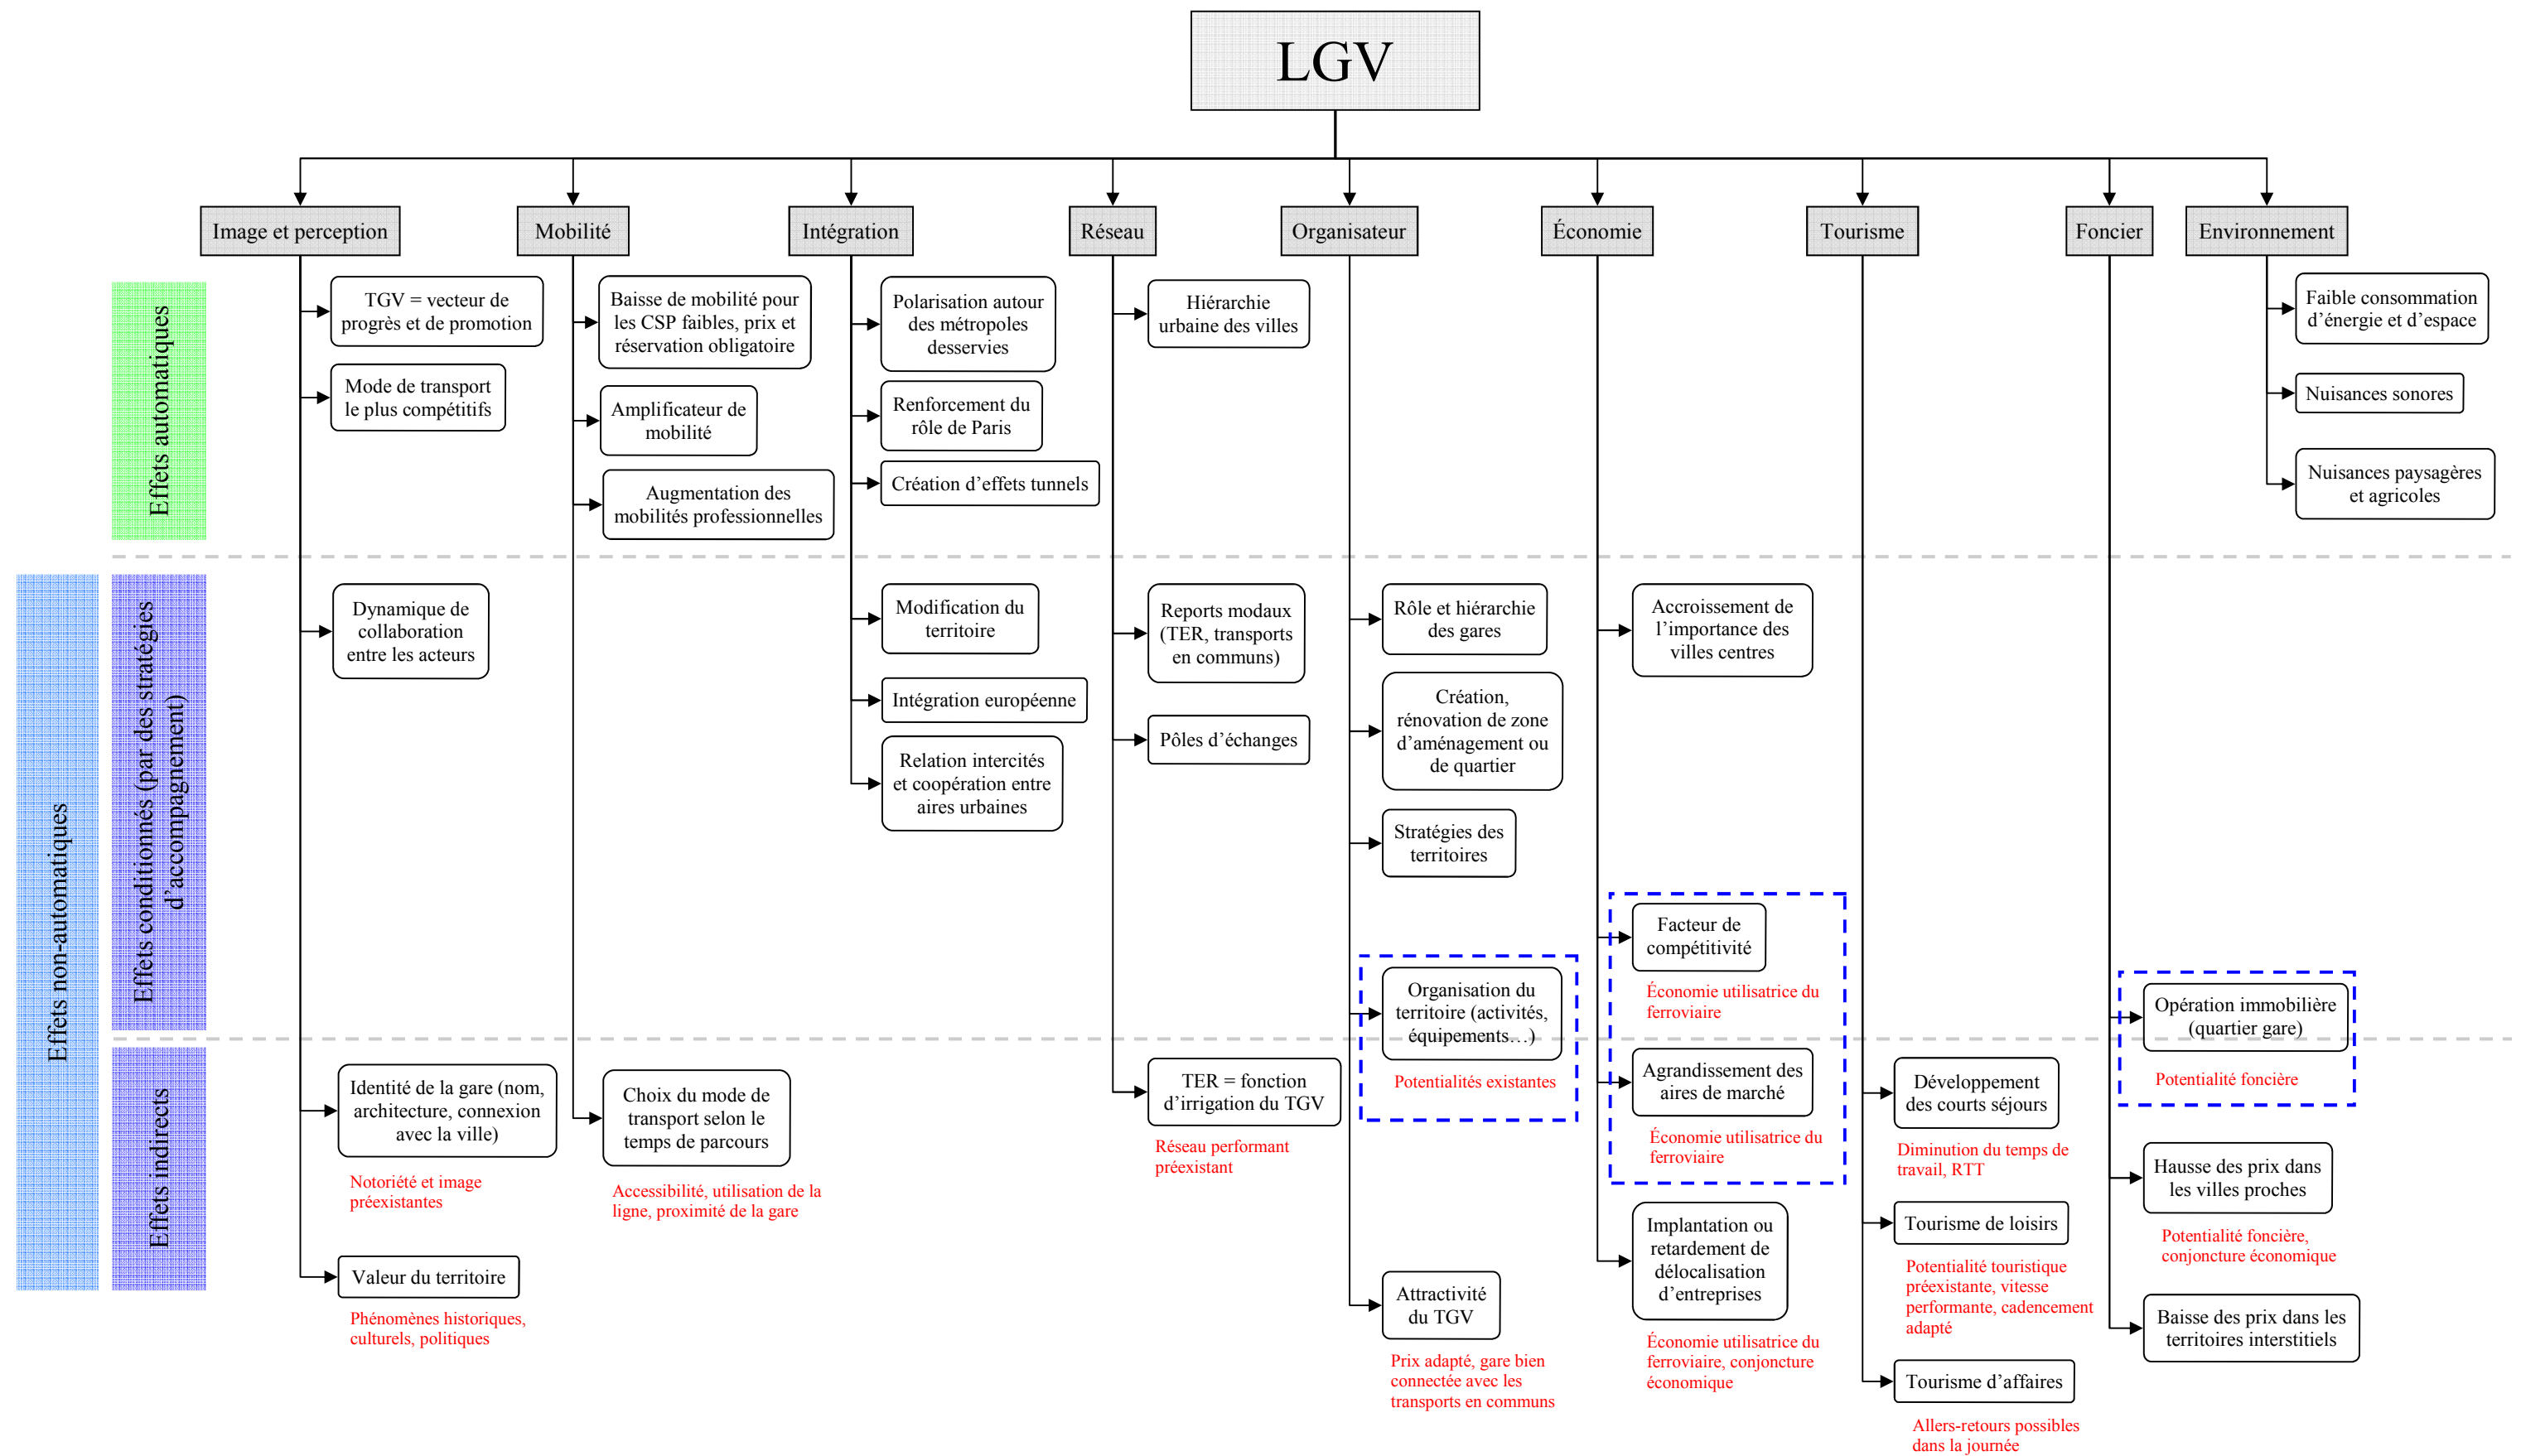 LGV
Image et perception
Mobilité
Intégration
Réseau
Organisateur
Économie
Tourisme
Foncier
Environnement
Effets automatiques
Effets non-automatiques
Effets conditionnés (par des stratégies
d’accompagnement)
Effets indirects
TGV = vecteur de
progrès et de promotion
Mode de transport
le plus compétitifs
Dynamique de
collaboration
entre les acteurs
Identité de la gare (nom,
architecture, connexion
avec la ville)
Notoriété et image
préexistantes
Valeur du territoire
Phénomènes historiques,
culturels, politiques
Baisse de mobilité pour
les CSP faibles, prix et
réservation obligatoire
Amplificateur de
mobilité
Augmentation des
mobilités professionnelles
Choix du mode de
transport selon le
temps de parcours
Accessibilité, utilisation de la
ligne, proximité de la gare
Polarisation autour
des métropoles
desservies
Renforcement du
rôle de Paris
Création d’effets tunnels
Modification du
territoire
Intégration européenne
Relation intercités
et coopération entre
aires urbaines
Hiérarchie
urbaine des villes
Reports modaux
(TER, transports
en communs)
Pôles d’échanges
TER = fonction
d’irrigation du TGV
Réseau performant
préexistant
Rôle et hiérarchie
des gares
Création,
rénovation de zone
d’aménagement ou
de quartier
Stratégies des
territoires
Organisation du
territoire (activités,
équipements…)
Potentialités existantes
Attractivité
du TGV
Prix adapté, gare bien
connectée avec les
transports en communs
Accroissement de
l’importance des
villes centres
Facteur de
compétitivité
Économie utilisatrice du
ferroviaire
Agrandissement des
aires de marché
Économie utilisatrice du
ferroviaire
Implantation ou
retardement de
délocalisation
d’entreprises
Économie utilisatrice du
ferroviaire, conjoncture
économique
Développement
des courts séjours
Diminution du temps de
travail, RTT
Tourisme de loisirs
Potentialité touristique
préexistante, vitesse
performante, cadencement
adapté
Tourisme d’affaires
Allers-retours possibles
dans la journée
Opération immobilière
(quartier gare)
Potentialité foncière
Hausse des prix dans
les villes proches
Potentialité foncière,
conjoncture économique
Baisse des prix dans les
territoires interstitiels
Faible consommation
d’énergie et d’espace
Nuisances sonores
Nuisances paysagères
et agricoles